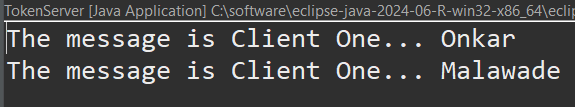 TokenServer [Java Application] C:\software\eclipse-java-2024-06-R-win32-x86_64\eclip
The message is Client One... Onkar
The message is Client One... Malawade